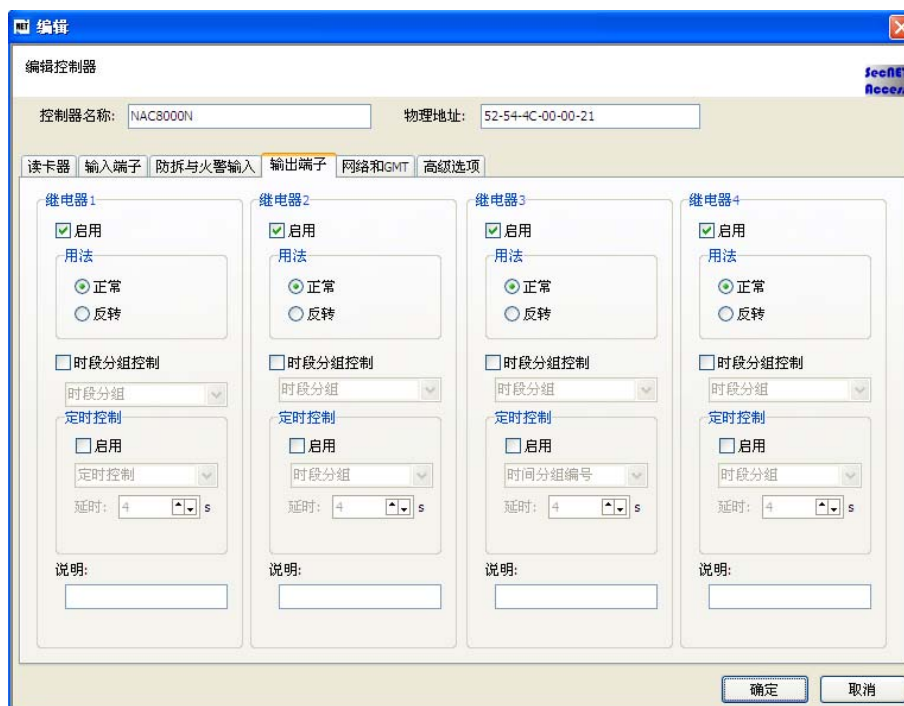 NET 编辑
编辑控制器
SecNET
Access
控制器名称: NAC8000N 物理地址: 52-54-4C-00-00-21
读卡器 输入端子 防拆与火警输入 输出端子 网络和GMT 高级选项
继电器1 继电器2 继电器3 继电器4
启用 启用 启用 启用
用法 用法 用法 用法
正常 正常 正常 正常
反转 反转 反转 反转
时段分组控制 时段分组控制 时段分组控制 时段分组控制
时段分组 时段分组 时段分组 时段分组
定时控制 定时控制 定时控制 定时控制
启用 启用 启用 启用
定时控制 时段分组 时间分组编号 时段分组
延时: 4 s 延时: 4 s 延时: 4 s 延时: 4 s
说明: 说明: 说明: 说明:
确定 取消